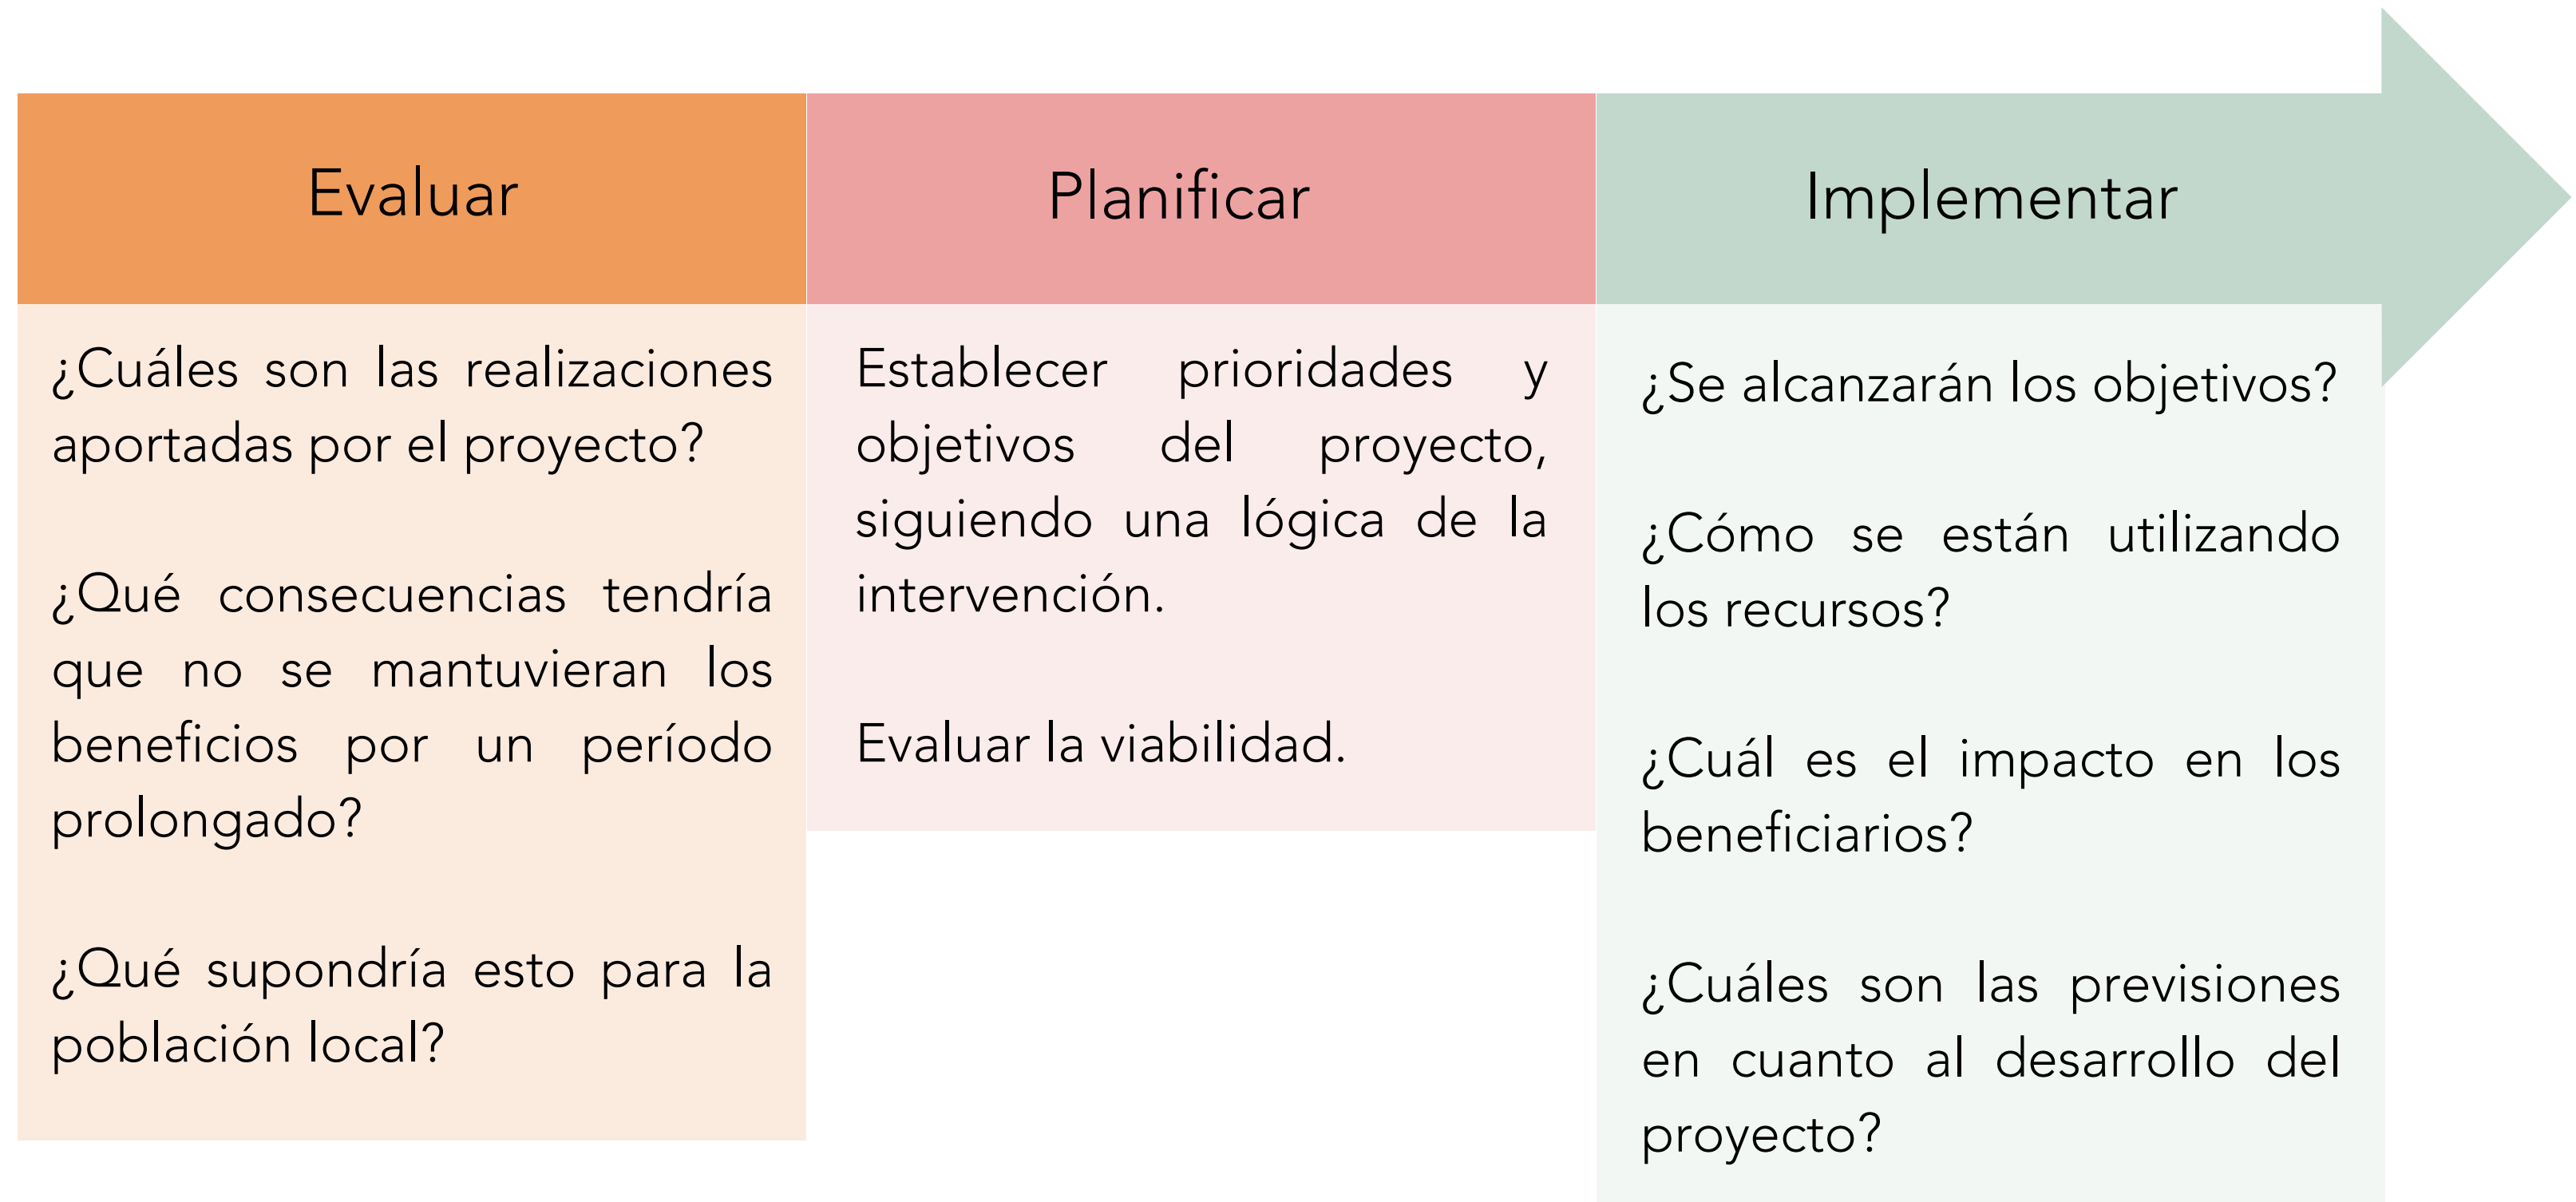 Evaluar
¿Cuáles son las realizaciones
aportadas por el proyecto?
¿Qué consecuencias tendría
que no se mantuvieran los
beneficios por un período
prolongado?
¿Qué supondría esto para la
población local?
Planificar
Establecer prioridades y
objetivos del proyecto,
siguiendo una lógica de la
intervención.
Evaluar la viabilidad.
Implementar
¿Se alcanzarán los objetivos?
¿Cómo se están utilizando
los recursos?
¿Cuál es el impacto en los
beneficiarios?
¿Cuáles son las previsiones
en cuanto al desarrollo del
proyecto?